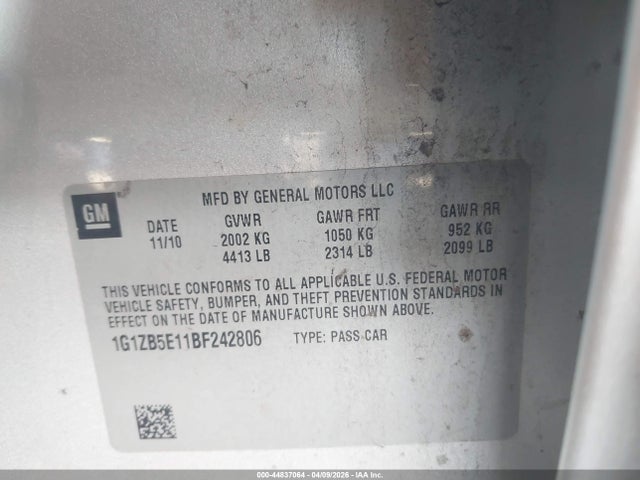 GM
MFD BY GENERAL MOTORS LLC
DATE GVWR GAWR FRT GAWR RR
11/10 2002 KG 1050 KG 952 KG
4413 LB 2314 LB 2099 LB
THIS VEHICLE CONFORMS TO ALL APPLICABLE U.S. FEDERAL MOTOR
VEHICLE SAFETY, BUMPER, AND THEFT PREVENTION STANDARDS IN
EFFECT ON THE DATE OF MANUFACTURE SHOWN ABOVE.
1G1ZB5E11BF242806 TYPE: PASS CAR
000-44837064 - 04/09/2026 - IAA Inc.